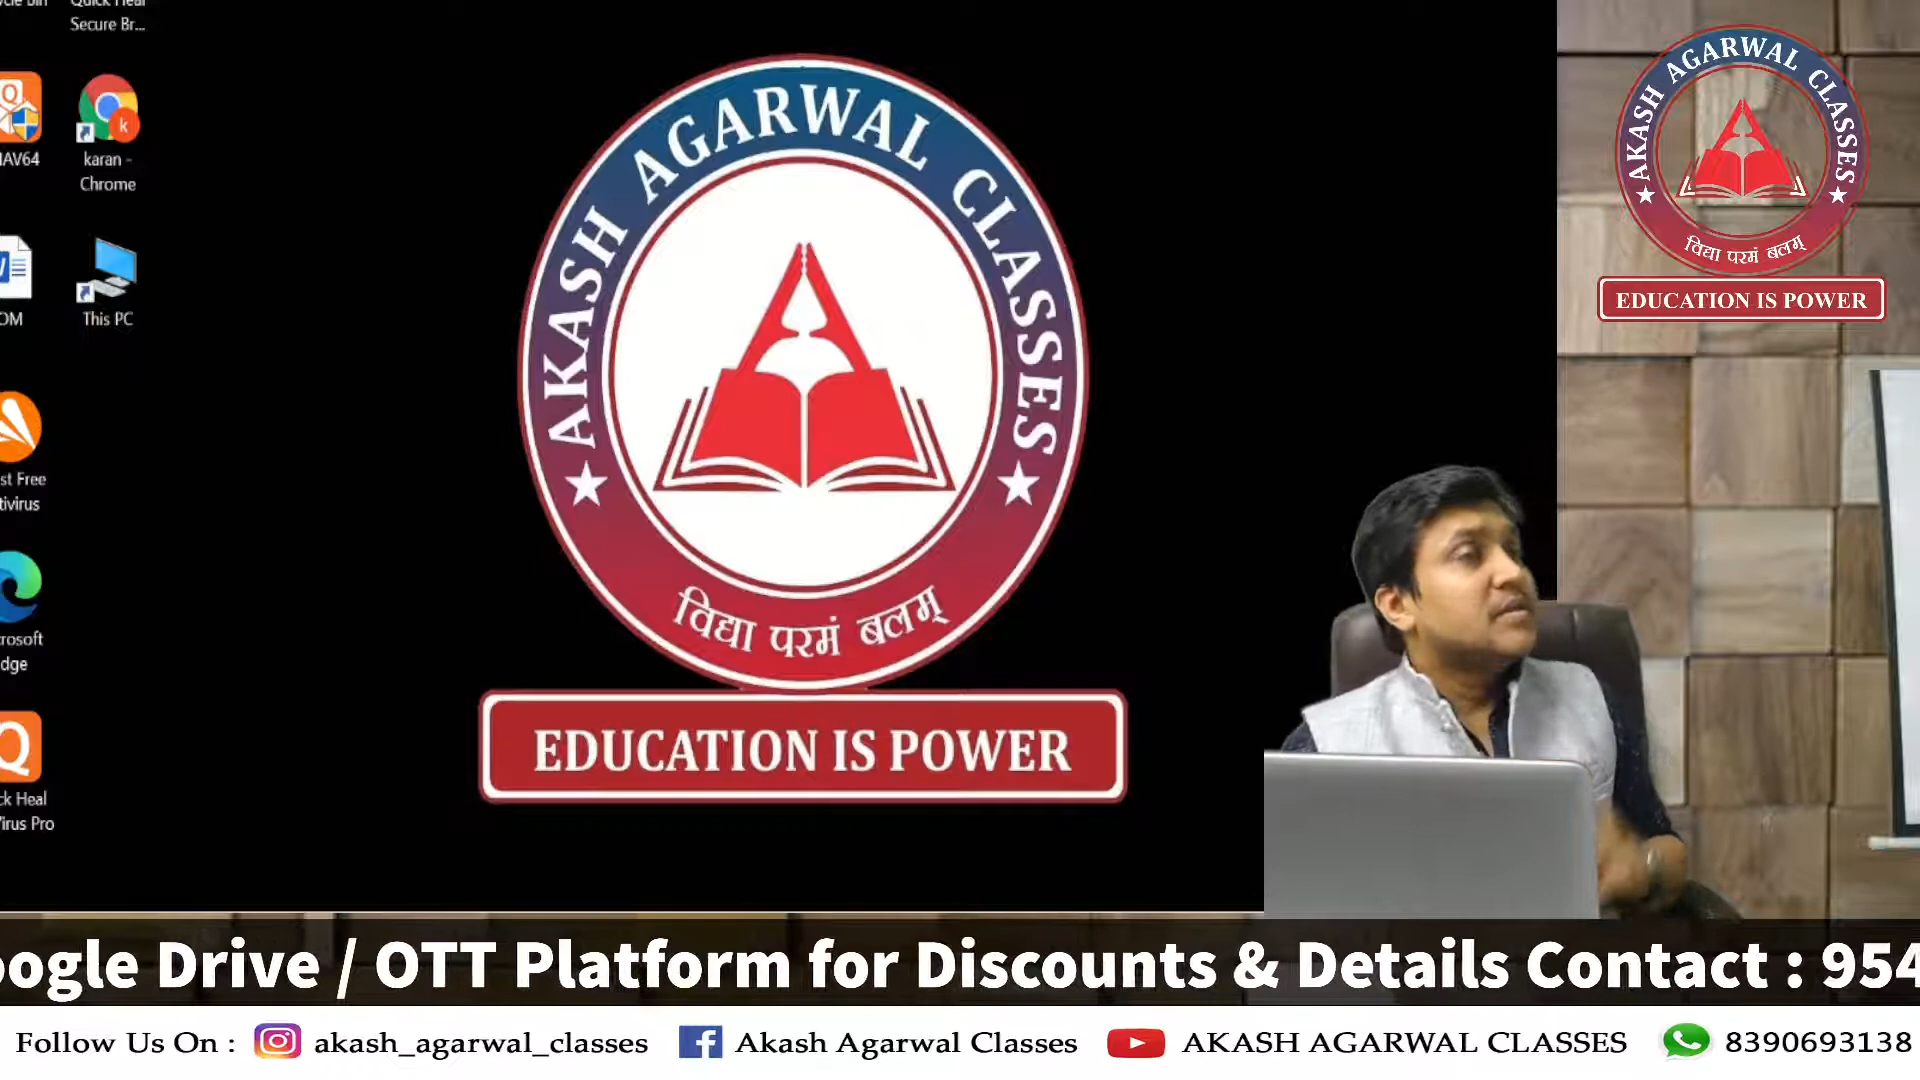 Secure Br...
AV64
karan -
Chrome
This PC
st Free
tivirus
rosoft
dge
ck Heal
irus Pro
AKASH AGARWAL CLASSES
विद्या परमं बलम्
EDUCATION IS POWER
AKASH AGARWAL CLASSES
विद्या परमं बलम्
EDUCATION IS POWER
oogle Drive / OTT Platform for Discounts & Details Contact : 954
Follow Us On : akash_agarwal_classes Akash Agarwal Classes AKASH AGARWAL CLASSES 8390693138